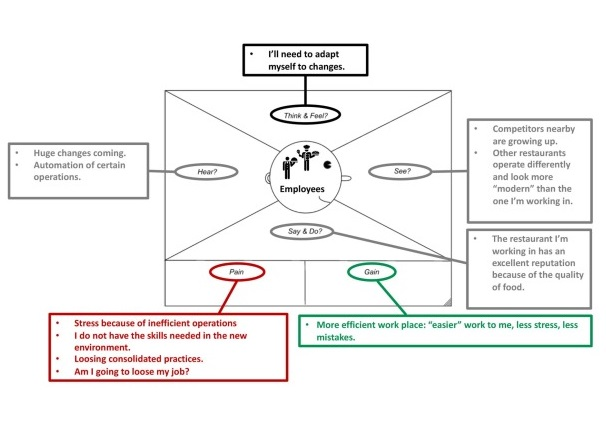 • I'll need to adapt
myself to changes.
Think & Feel?
• Huge changes coming.
• Automation of certain
operations.
Hear?
Employees
See?
• Competitors nearby
are growing up.
• Other restaurants
operate differently
and look more
"modern" than the
one I'm working in.
Say & Do?
• The restaurant I'm
working in has an
excellent reputation
because of the quality
of food.
Pain
Gain
• Stress because of inefficient operations
• I do not have the skills needed in the new
environment.
• Loosing consolidated practices.
• Am I going to loose my job?
• More efficient work place: "easier" work to me, less stress, less
mistakes.